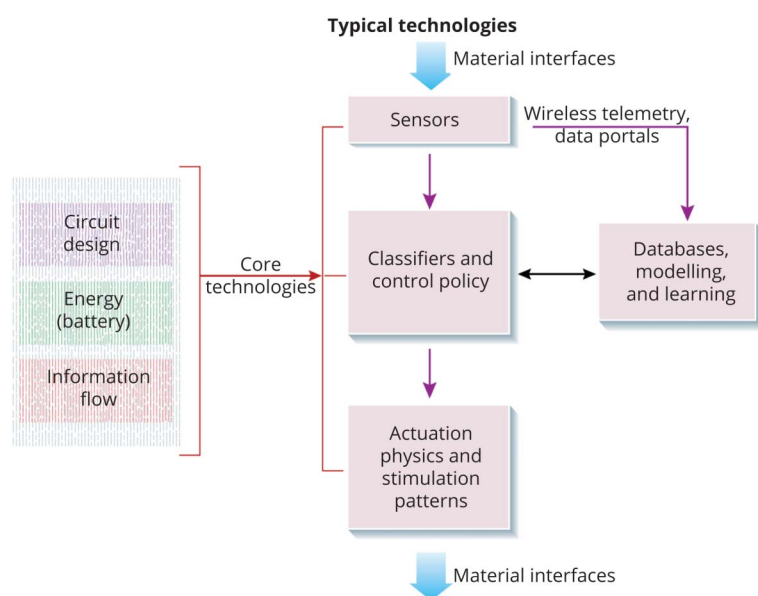 Typical technologies
Material interfaces
Sensors
Wireless telemetry,
data portals
Circuit
design
Energy
(battery)
Information
flow
Core
technologies
Classifiers and
control policy
Databases,
modelling,
and learning
Actuation
physics and
stimulation
patterns
Material interfaces